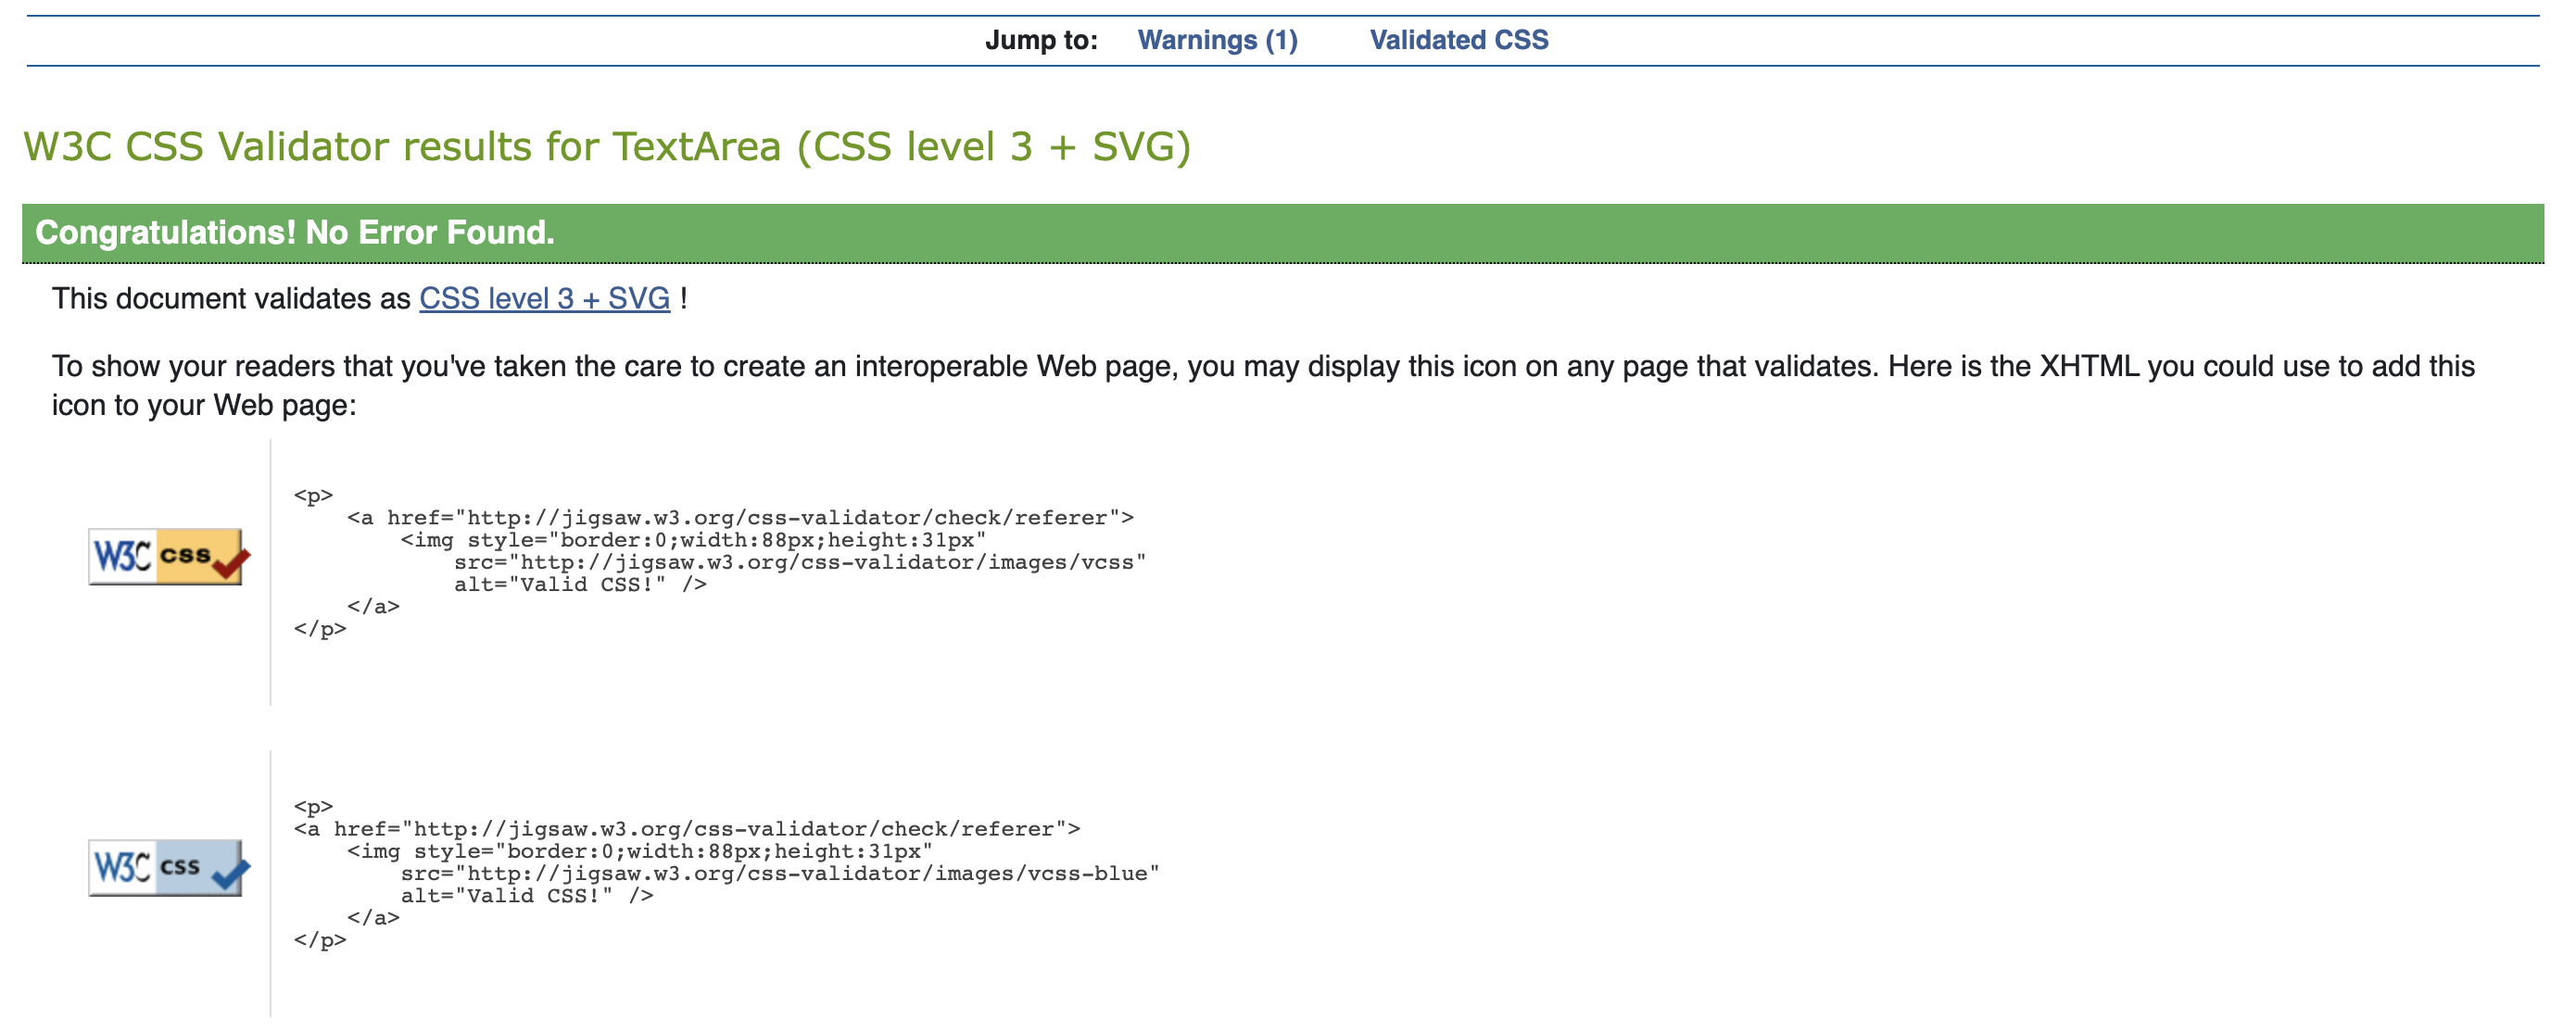 Jump to: Warnings (1) Validated CSS
W3C CSS Validator results for TextArea (CSS level 3 + SVG)
Congratulations! No Error Found.
This document validates as CSS level 3 + SVG !
To show your readers that you've taken the care to create an interoperable Web page, you may display this icon on any page that validates. Here is the XHTML you could use to add this
icon to your Web page:
W3C css
<p>
    <a href="http://jigsaw.w3.org/css-validator/check/referer">
        <img style="border:0;width:88px;height:31px"
            src="http://jigsaw.w3.org/css-validator/images/vcss"
            alt="Valid CSS!" />
    </a>
</p>
W3C css
<p>
<a href="http://jigsaw.w3.org/css-validator/check/referer">
    <img style="border:0;width:88px;height:31px"
        src="http://jigsaw.w3.org/css-validator/images/vcss-blue"
        alt="Valid CSS!" />
    </a>
</p>